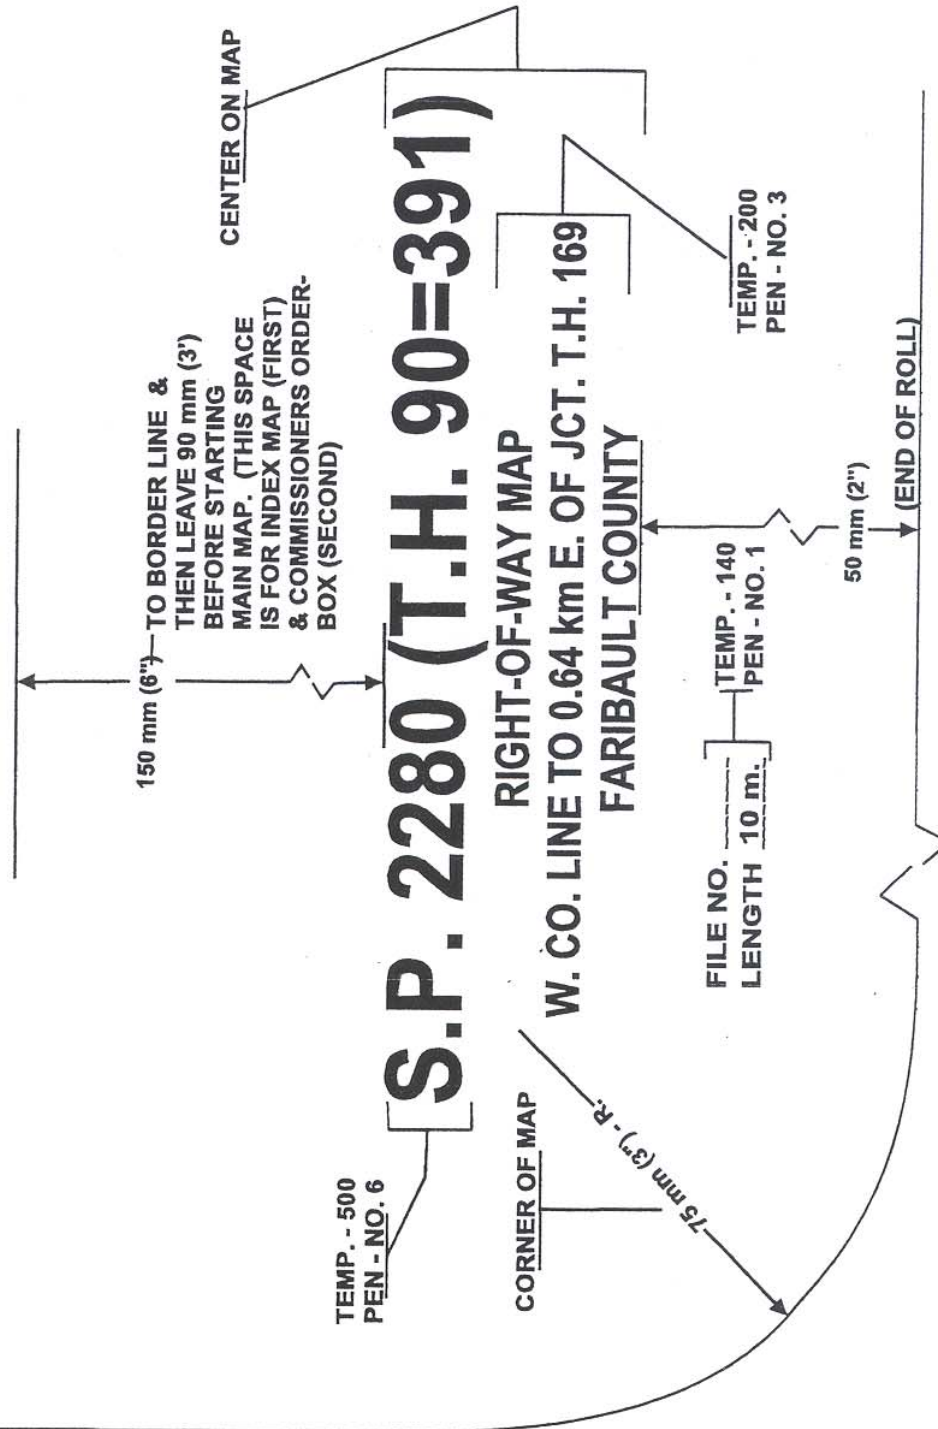 CENTER ON MAP
150 mm (6")
TO BORDER LINE &
THEN LEAVE 90 mm (3')
BEFORE STARTING
MAIN MAP. (THIS SPACE
IS FOR INDEX MAP (FIRST)
& COMMISSIONERS ORDER-
BOX (SECOND)
TEMP. - 500
PEN - NO. 6
S.P. 2280 (T.H. 90=391)
RIGHT-OF-WAY MAP
W. CO. LINE TO 0.64 km E. OF JCT. T.H. 169
FARIBAULT COUNTY
TEMP. - 200
PEN - NO. 3
CORNER OF MAP
75 mm (3") - R.
FILE NO.
LENGTH 10 m.
TEMP. - 140
PEN - NO. 1
50 mm (2")
(END OF ROLL)